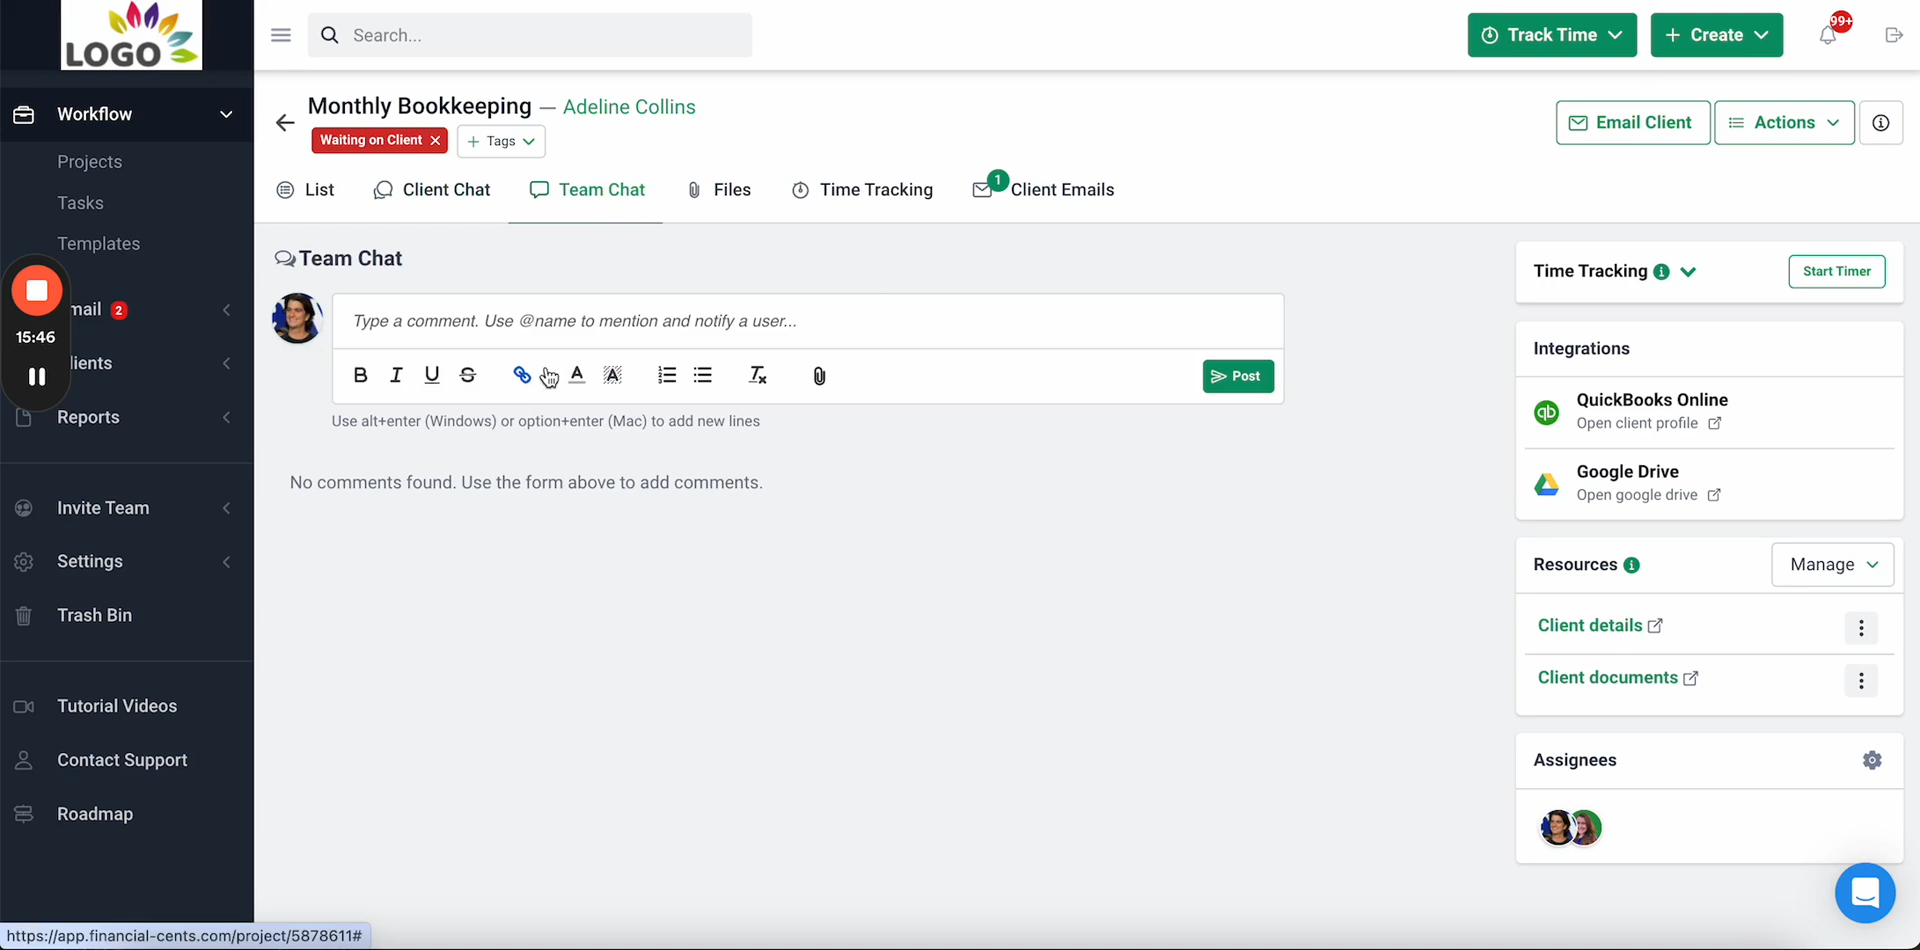 LOGO
Search...
Track Time
Create
99+
Workflow
Projects
Tasks
Templates
mail 2
15:46
lients
Reports
Invite Team
Settings
Trash Bin
Tutorial Videos
Contact Support
Roadmap
https://app.financial-cents.com/project/5878611#
Monthly Bookkeeping — Adeline Collins
Waiting on Client
Tags
Email Client
Actions
List
Client Chat
Team Chat
Files
Time Tracking
1
Client Emails
Team Chat
Type a comment. Use @name to mention and notify a user...
B I U S A A
Post
Use alt+enter (Windows) or option+enter (Mac) to add new lines
No comments found. Use the form above to add comments.
Time Tracking
Start Timer
Integrations
qb
QuickBooks Online
Open client profile
Google Drive
Open google drive
Resources
Manage
Client details
Client documents
Assignees